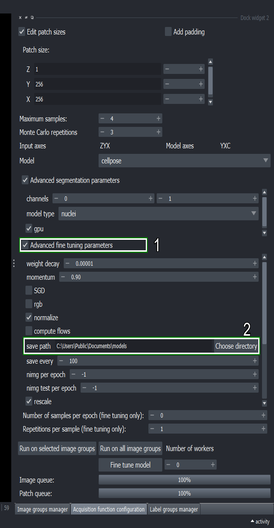 Dock widget 2
Edit patch sizes Add padding
Patch size:
Z 1 − +
Y 256 − +
X 256 − +
Maximum samples: − 4 +
Monte Carlo repetitions − 3 +
Input axes ZYX Model axes YXC
Model cellpose
Advanced segmentation parameters
channels − 0 + − 1 +
model type nuclei
gpu
Advanced fine tuning parameters 1
weight decay − 0.00001 +
momentum − 0.90 +
SGD
rgb
normalize
compute flows
2
save path C:\Users\Public\Documents\models Choose directory
save every − 100 +
nimg per epoch − -1 +
nimg test per epoch − -1 +
rescale
Number of samples per epoch (fine tuning only): − 0 +
Repetitions per sample (fine tuning only): − 1 +
Run on selected image groups Run on all image groups Number of workers
Fine tune model − 0 +
Image queue: 100%
Patch queue: 100%
59 Image groups manager Acquisition function configuration Label groups manager
activity